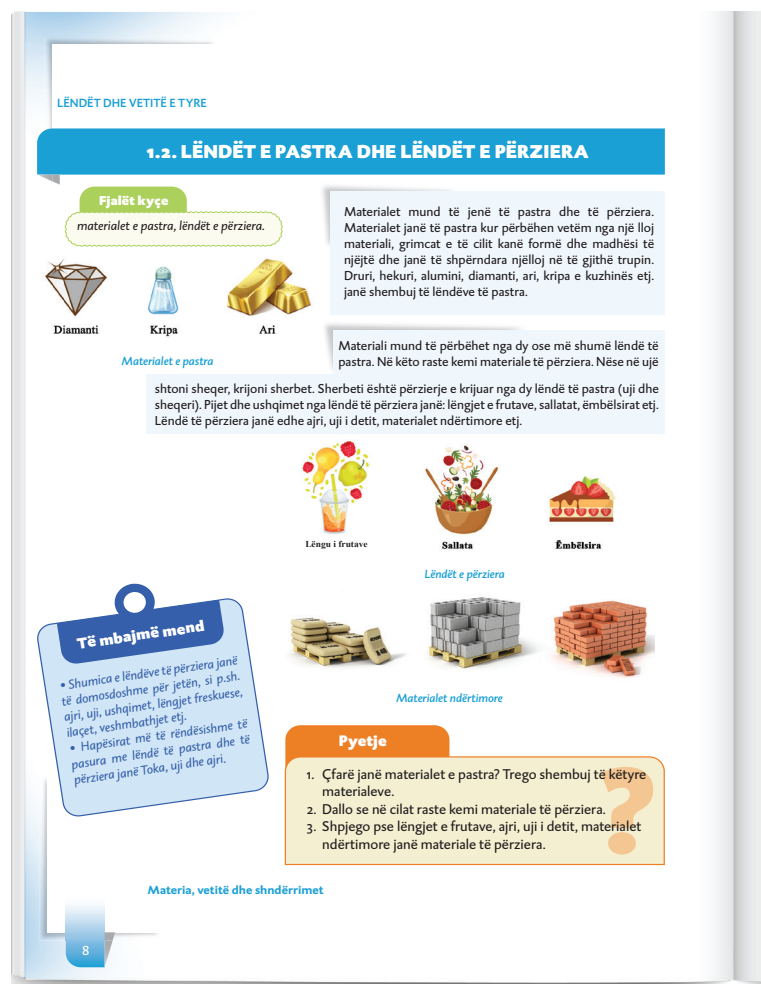 LËNDËT DHE VETITË E TYRE
1.2. LËNDËT E PASTRA DHE LËNDËT E PËRZIERA
Fjalët kyçe
materialet e pastra, lëndët e përziera.
Materialet mund të jenë të pastra dhe të përziera.
Materialet janë të pastra kur përbëhen vetëm nga një lloj
materiali, grimcat e të cilit kanë formë dhe madhësi të
njëjtë dhe janë të shpërndara njëlloj në të gjithë trupin.
Druri, hekuri, alumini, diamanti, ari, kripa e kuzhinës etj.
janë shembuj të lëndëve të pastra.
Diamanti
Kripa
Ari
Materialet e pastra
Materiali mund të përbëhet nga dy ose më shumë lëndë të
pastra. Në këto raste kemi materiale të përziera. Nëse në ujë
shtoni sheqer, krijoni sherbet. Sherbeti është përzierje e krijuar nga dy lëndë të pastra (uji dhe
sheqeri). Pijet dhe ushqimet nga lëndë të përziera janë: lëngjet e frutave, sallatat, ëmbëlsirat etj.
Lëndë të përziera janë edhe ajri, uji i detit, materialet ndërtimore etj.
Lëngu i frutave
Sallata
Êmbëlsira
Lëndët e përziera
Materialet ndërtimore
Të mbajmë mend
• Shumica e lëndëve të përziera janë
të domosdoshme për jetën, si p.sh.
ajri, uji, ushqimet, lëngjet freskuese,
ilaçet, veshmbathjet etj.
• Hapësirat më të rëndësishme të
pasura me lëndë të pastra dhe të
përziera janë Toka, uji dhe ajri.
Pyetje
1. Çfarë janë materialet e pastra? Trego shembuj të këtyre
materialeve.
2. Dallo se në cilat raste kemi materiale të përziera.
3. Shpjego pse lëngjet e frutave, ajri, uji i detit, materialet
ndërtimore janë materiale të përziera.
?
Materia, vetitë dhe shndërrimet
8